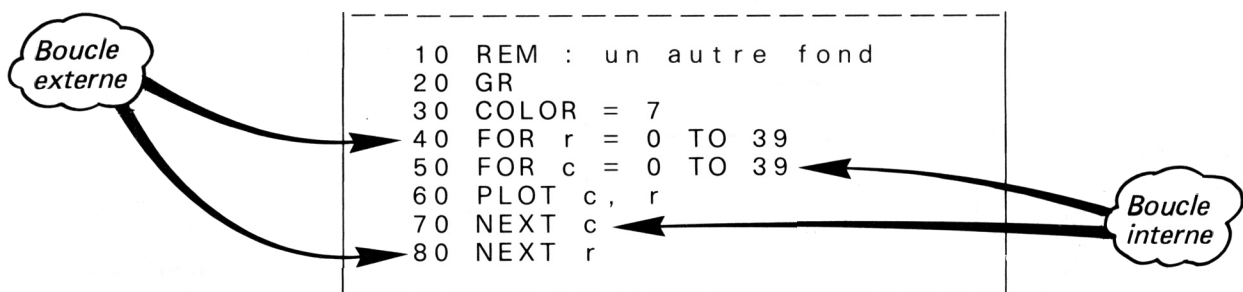 Boucle
externe
10 REM : un autre fond
20 GR
30 COLOR = 7
40 FOR r = 0 TO 39
50 FOR c = 0 TO 39
60 PLOT c, r
70 NEXT c
80 NEXT r
Boucle
interne